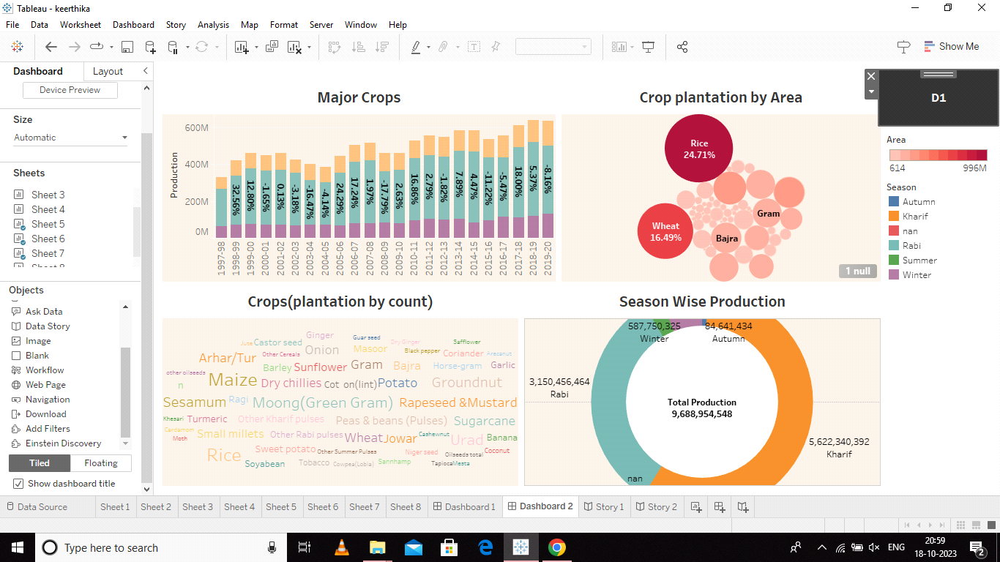 Tableau - keerthika
File Data Worksheet Dashboard Story Analysis Map Format Server Window Help
Show Me
Dashboard Layout
Device Preview
Size
Automatic
Sheets
Sheet 3
Sheet 4
Sheet 5
Sheet 6
Sheet 7
Objects
Ask Data
Data Story
Image
Blank
Workflow
Web Page
Navigation
Download
Add Filters
Einstein Discovery
Tiled Floating
Show dashboard title
Major Crops
Production
600M
400M
200M
0M
32.56% 12.80% -1.65% 0.13% -3.18% -16.47% -4.14% 24.29% 17.24% 1.97% -17.79% 2.63% 16.86% 2.79% -1.82% 7.89% 4.47% -11.22% -5.47% 18.00% 5.37% -8.16%
1997-98 1998-99 1999-00 2000-01 2001-02 2002-03 2003-04 2004-05 2005-06 2006-07 2007-08 2008-09 2009-10 2010-11 2011-12 2012-13 2013-14 2014-15 2015-16 2016-17 2017-18 2018-19 2019-20
Crop plantation by Area
Rice
24.71%
Wheat
16.49%
Gram
Bajra
1 null
D1
Area
614 996M
Season
Autumn
Kharif
nan
Rabi
Summer
Winter
Crops(plantation by count)
Ginger Guar seed
Jute Castor seed Dry Ginger Safflower
Other Cereals Onion Masoor Black pepper Coriander Arecanut
Arhar/Tur Barley Sunflower Gram Bajra Horse-gram Garlic
other oilseeds
n Maize Dry chillies Cot on(lint) Potato Groundnut
Sesamum Ragi Moong(Green Gram) Rapeseed &Mustard
Khesari Turmeric Other Kharif pulses Peas & beans (Pulses) Sugarcane
Cardamom Small millets Other Rabi pulses Wheat Jowar Cashewnut Urad Banana
Moth
Rice Sweet potato Other Summer Pulses Niger seed Oilseeds total Coconut
Soyabean Tobacco Cowpea(Lobia) Sannhamp Tapioca Mesta
Season Wise Production
587,750,325
Winter
84,641,434
Autumn
3,150,456,464
Rabi
Total Production
9,688,954,548
5,622,340,392
Kharif
nan
Data Source Sheet 1 Sheet 2 Sheet 3 Sheet 4 Sheet 5 Sheet 6 Sheet 7 Sheet 8 Dashboard 1 Dashboard 2 Story 1 Story 2
Type here to search
ENG
20:59
18-10-2023
2